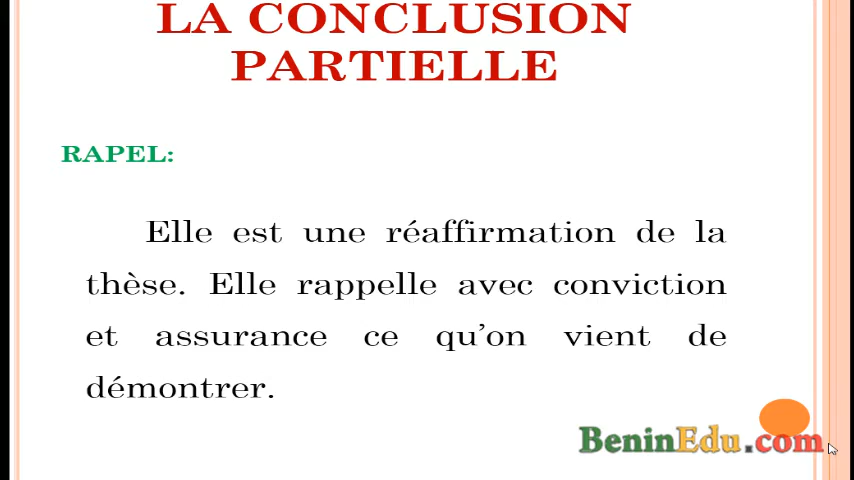 LA CONCLUSION
PARTIELLE
RAPEL:
Elle est une réaffirmation de la
thèse. Elle rappelle avec conviction
et assurance ce qu'on vient de
démontrer.
BeninEdu.com